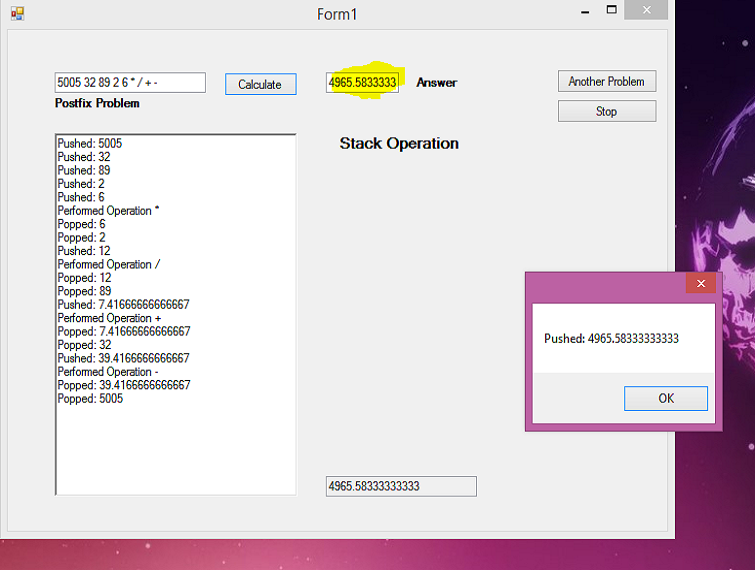 Form1
5005 32 89 2 6 * / + -
Calculate
4965.5833333
Answer
Another Problem
Postfix Problem
Stop
Stack Operation
Pushed: 5005
Pushed: 32
Pushed: 89
Pushed: 2
Pushed: 6
Performed Operation *
Popped: 6
Popped: 2
Pushed: 12
Performed Operation /
Popped: 12
Popped: 89
Pushed: 7.41666666666667
Performed Operation +
Popped: 7.41666666666667
Popped: 32
Pushed: 39.4166666666667
Performed Operation -
Popped: 39.4166666666667
Popped: 5005
Pushed: 4965.58333333333
OK
4965.58333333333